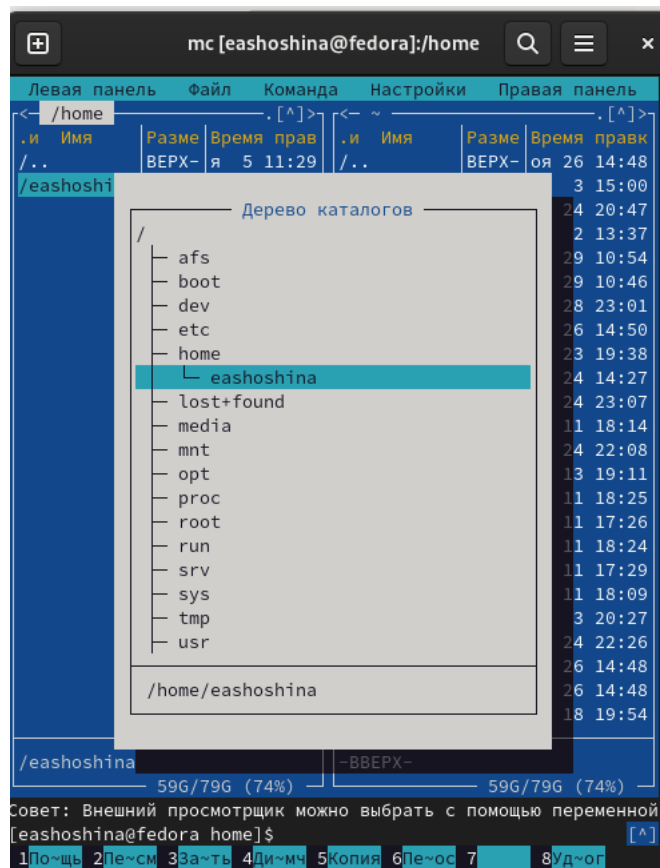 mc [eashoshina@fedora]:/home
Левая панель Файл Команда Настройки Правая панель
<— /home .[^]> <— ~ .[^]>
.и Имя Разме Время прав .и Имя Разме Время правк
/.. ВЕРХ- я 5 11:29 /.. ВЕРХ- оя 26 14:48
/eashoshi 3 15:00
Дерево каталогов 24 20:47
/ 2 13:37
afs 29 10:54
boot 29 10:46
dev 28 23:01
etc 26 14:50
home 23 19:38
eashoshina 24 14:27
lost+found 24 23:07
media 11 18:14
mnt 24 22:08
opt 13 19:11
proc 11 18:25
root 11 17:26
run 11 18:24
srv 11 17:29
sys 11 18:09
tmp 3 20:27
usr 24 22:26
26 14:48
/home/eashoshina 26 14:48
18 19:54
/eashoshina -ВВЕРХ-
59G/79G (74%) 59G/79G (74%)
Совет: Внешний просмотрщик можно выбрать с помощью переменной
[eashoshina@fedora home]$ [^]
1По~щь 2Пе~см 3За~ть 4Ди~мч 5Копия 6Пе~ос 7 8Уд~ог